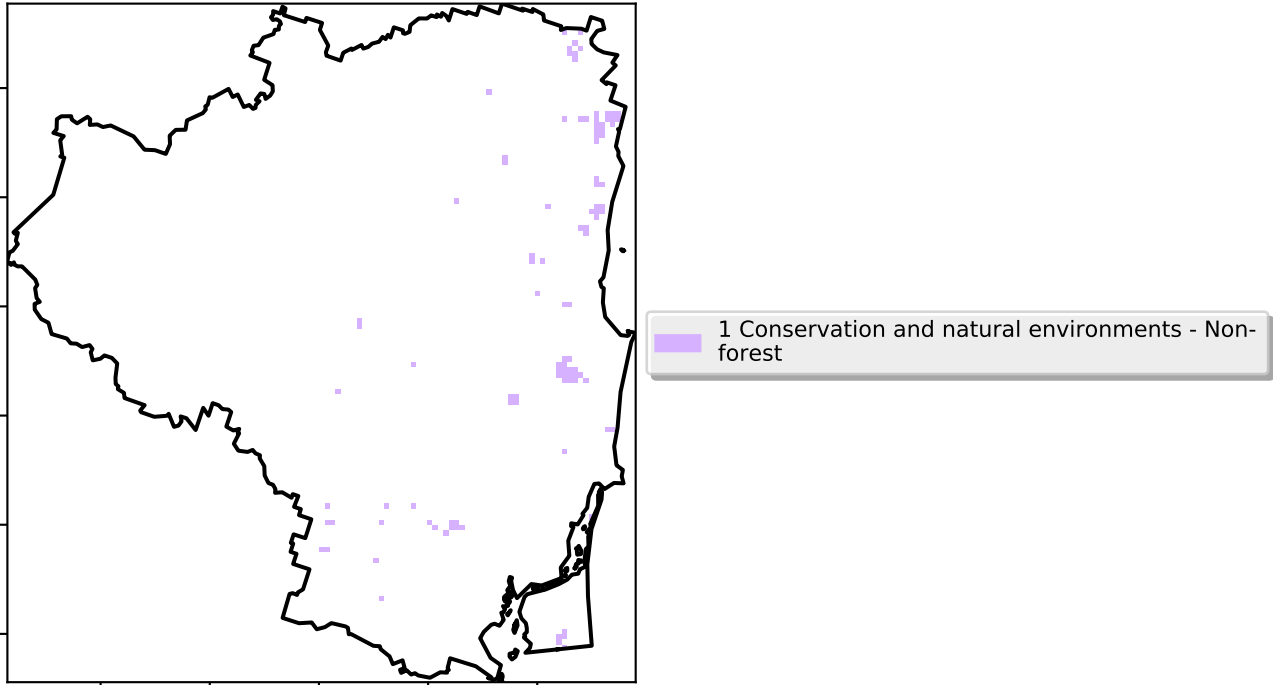 1 Conservation and natural environments - Non-
forest